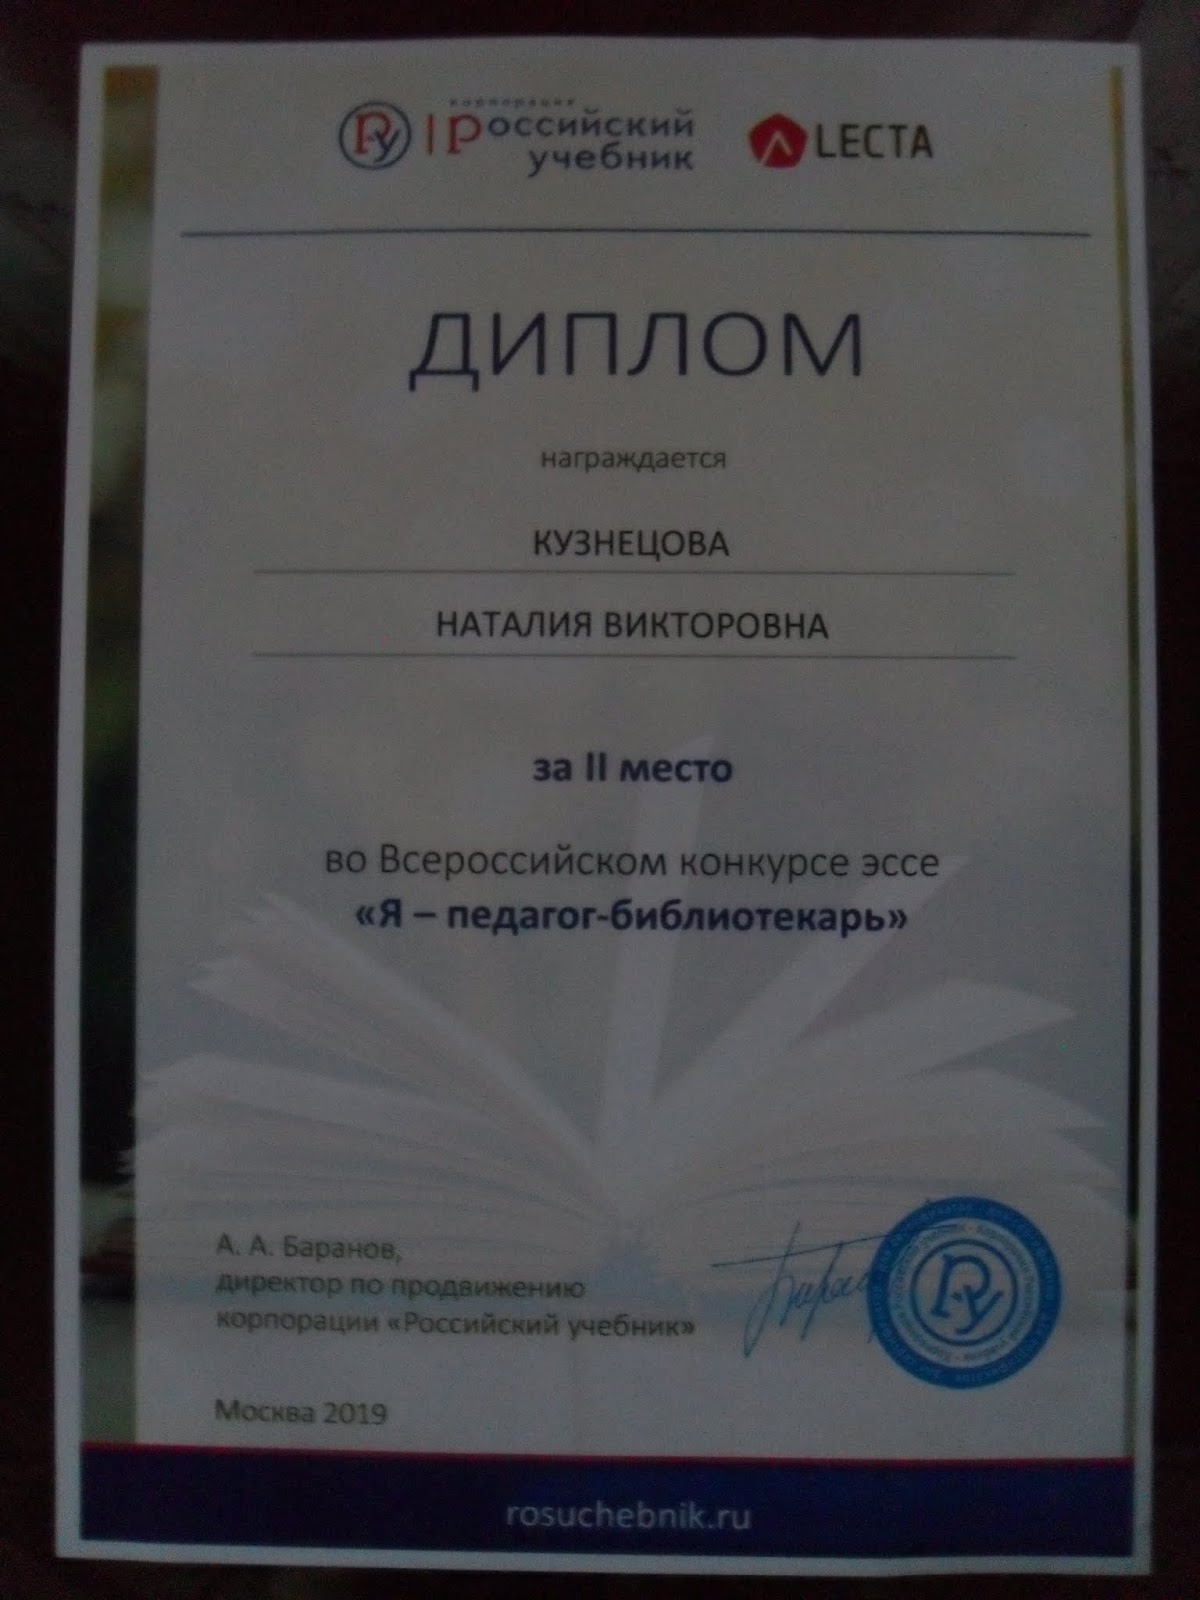 корпорация
Российский
учебник
LECTA
ДИПЛОМ
награждается
КУЗНЕЦОВА
НАТАЛИЯ ВИКТОРОВНА
за II место
во Всероссийском конкурсе эссе
«Я – педагог-библиотекарь»
А. А. Баранов,
директор по продвижению
корпорации «Российский учебник»
Москва 2019
rosuchebnik.ru